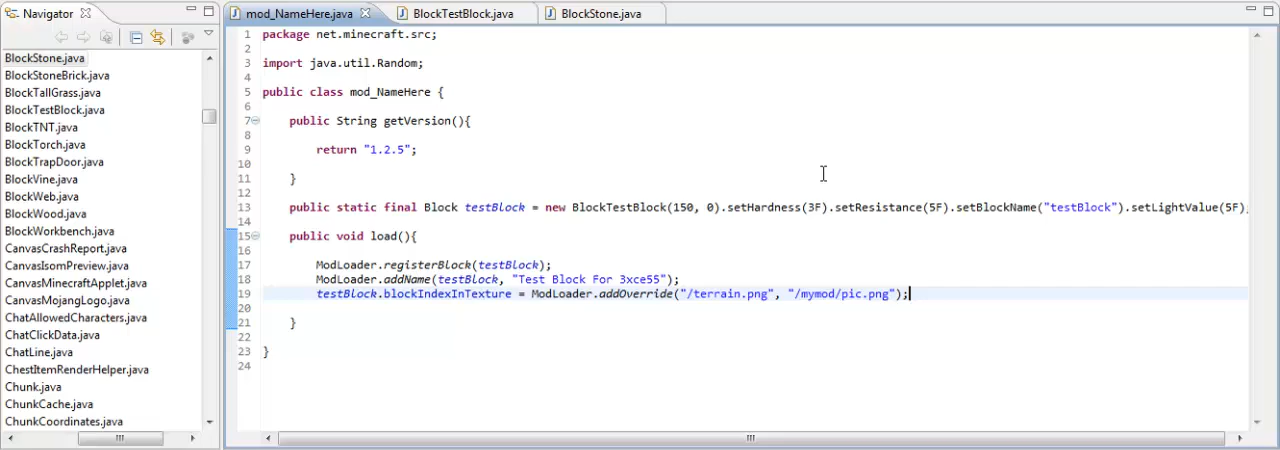 Navigator
mod_NameHere.java
BlockTestBlock.java
BlockStone.java
BlockStone.java
BlockStoneBrick.java
BlockTallGrass.java
BlockTestBlock.java
BlockTNT.java
BlockTorch.java
BlockTrapDoor.java
BlockVine.java
BlockWeb.java
BlockWood.java
BlockWorkbench.java
CanvasCrashReport.java
CanvasIsomPreview.java
CanvasMinecraftApplet.java
CanvasMojangLogo.java
ChatAllowedCharacters.java
ChatClickData.java
ChatLine.java
ChestItemRenderHelper.java
Chunk.java
ChunkCache.java
ChunkCoordinates.java
1 package net.minecraft.src;
2
3 import java.util.Random;
4
5 public class mod_NameHere {
6
7 public String getVersion(){
8
9 return "1.2.5";
10
11 }
12
13 public static final Block testBlock = new BlockTestBlock(150, 0).setHardness(3F).setResistance(5F).setBlockName("testBlock").setLightValue(5F);
14
15 public void load(){
16
17 ModLoader.registerBlock(testBlock);
18 ModLoader.addName(testBlock, "Test Block For 3xce55");
19 testBlock.blockIndexInTexture = ModLoader.addOverride("/terrain.png", "/mymod/pic.png");
20
21 }
22
23 }
24